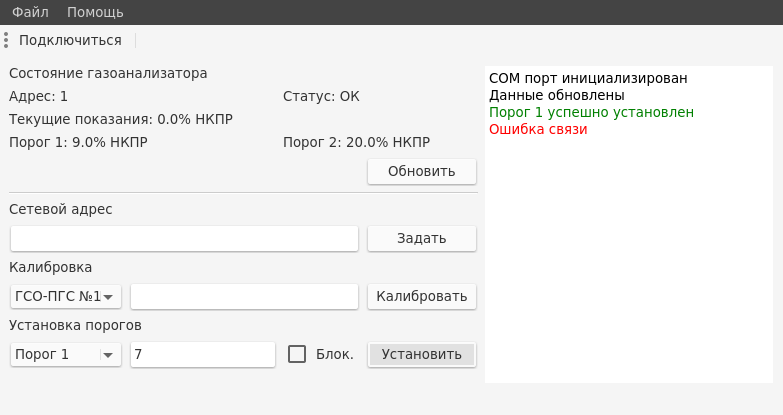 Файл Помощь
Подключиться
Состояние газоанализатора
Адрес: 1 Статус: ОК
Текущие показания: 0.0% НКПР
Порог 1: 9.0% НКПР Порог 2: 20.0% НКПР
Обновить
Сетевой адрес
Задать
Калибровка
ГСО-ПГС №1 Калибровать
Установка порогов
Порог 1 7 Блок. Установить
COM порт инициализирован
Данные обновлены
Порог 1 успешно установлен
Ошибка связи